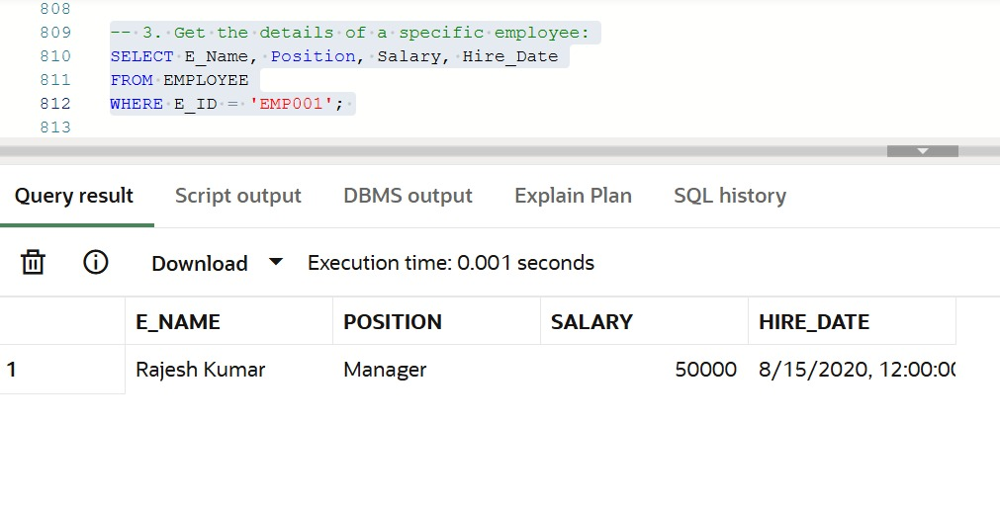 808
809 -- 3. Get the details of a specific employee:
810 SELECT E_Name, Position, Salary, Hire_Date
811 FROM EMPLOYEE
812 WHERE E_ID = 'EMP001';
813
Query result Script output DBMS output Explain Plan SQL history
Download Execution time: 0.001 seconds
E_NAME POSITION SALARY HIRE_DATE
1 Rajesh Kumar Manager 50000 8/15/2020, 12:00:00